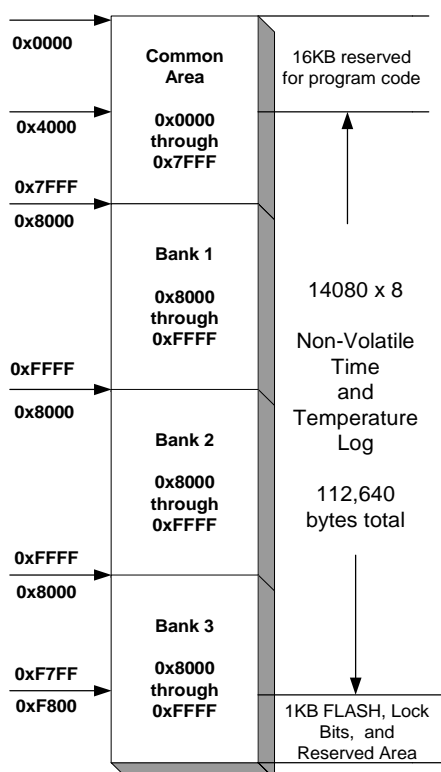 0x0000
0x4000
0x7FFF
0x8000
0xFFFF
0x8000
0xFFFF
0x8000
0xF7FF
0xF800
Common
Area
0x0000
through
0x7FFF
Bank 1
0x8000
through
0xFFFF
Bank 2
0x8000
through
0xFFFF
Bank 3
0x8000
through
0xFFFF
16KB reserved
for program code
14080 x 8
Non-Volatile
Time
and
Temperature
Log
112,640
bytes total
1KB FLASH, Lock
Bits, and
Reserved Area